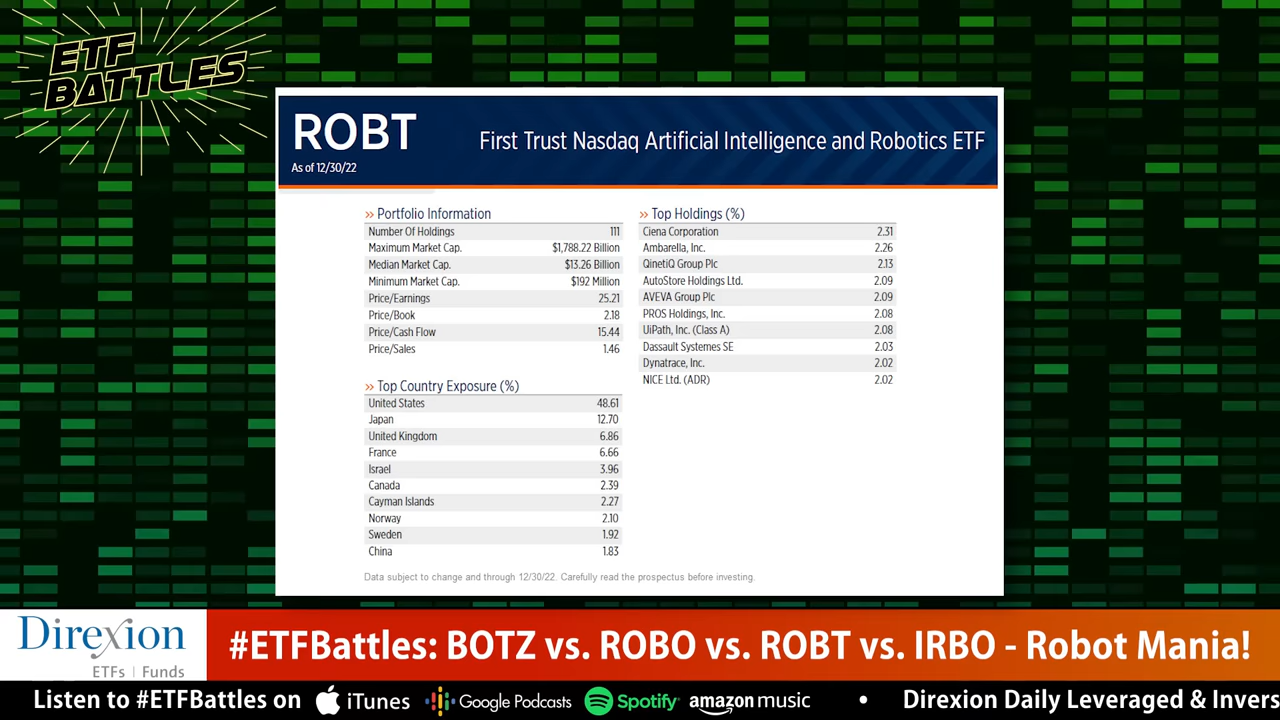 ETF
BATTLES
ROBT
First Trust Nasdaq Artificial Intelligence and Robotics ETF
As of 12/30/22
» Portfolio Information
Number Of Holdings 111
Maximum Market Cap. $1,788.22 Billion
Median Market Cap. $13.26 Billion
Minimum Market Cap. $192 Million
Price/Earnings 25.21
Price/Book 2.18
Price/Cash Flow 15.44
Price/Sales 1.46
» Top Country Exposure (%)
United States 48.61
Japan 12.70
United Kingdom 6.86
France 6.66
Israel 3.96
Canada 2.39
Cayman Islands 2.27
Norway 2.10
Sweden 1.92
China 1.83
» Top Holdings (%)
Ciena Corporation 2.31
Ambarella, Inc. 2.26
QinetiQ Group Plc 2.13
AutoStore Holdings Ltd. 2.09
AVEVA Group Plc 2.09
PROS Holdings, Inc. 2.08
UiPath, Inc. (Class A) 2.08
Dassault Systemes SE 2.03
Dynatrace, Inc. 2.02
NICE Ltd. (ADR) 2.02
Data subject to change and through 12/30/22. Carefully read the prospectus before investing.
Direxion
ETFs | Funds
#ETFBattles: BOTZ vs. ROBO vs. ROBT vs. IRBO - Robot Mania!
Listen to #ETFBattles on iTunes Google Podcasts Spotify amazon music • Direxion Daily Leveraged & Invers